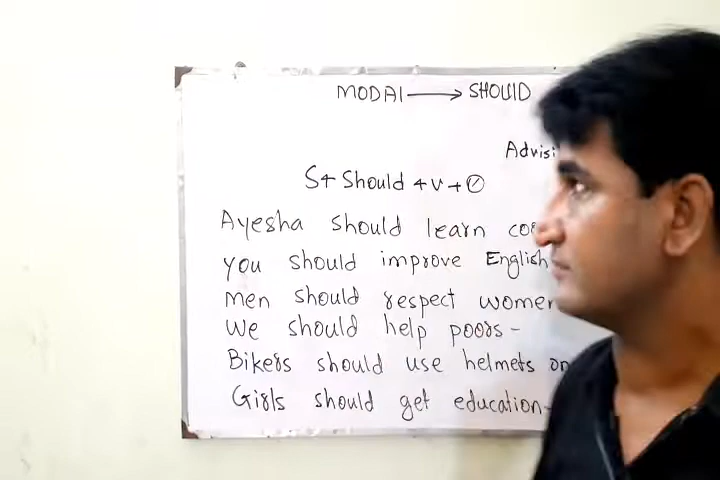 MODAl → SHOUlD
Advisi
S+ Should + v + O
Ayesha should learn
you should improve English
Men should respect women
We should help poors -
Bikers should use helmets on
Girls should get education -